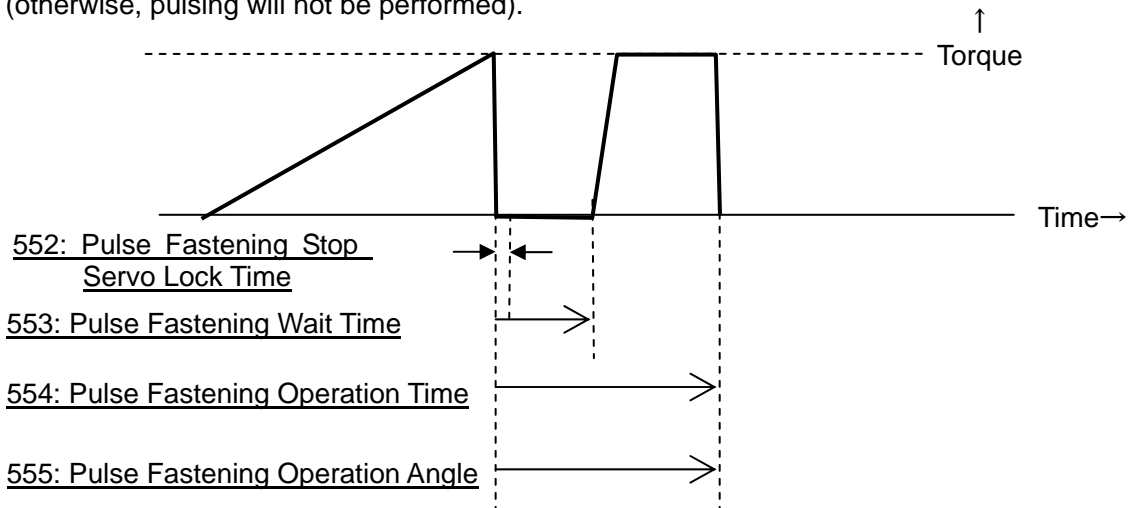 (otherwise, pulsing will not be performed).
↑
Torque
Time→
552: Pulse Fastening Stop
Servo Lock Time
553: Pulse Fastening Wait Time
554: Pulse Fastening Operation Time
555: Pulse Fastening Operation Angle